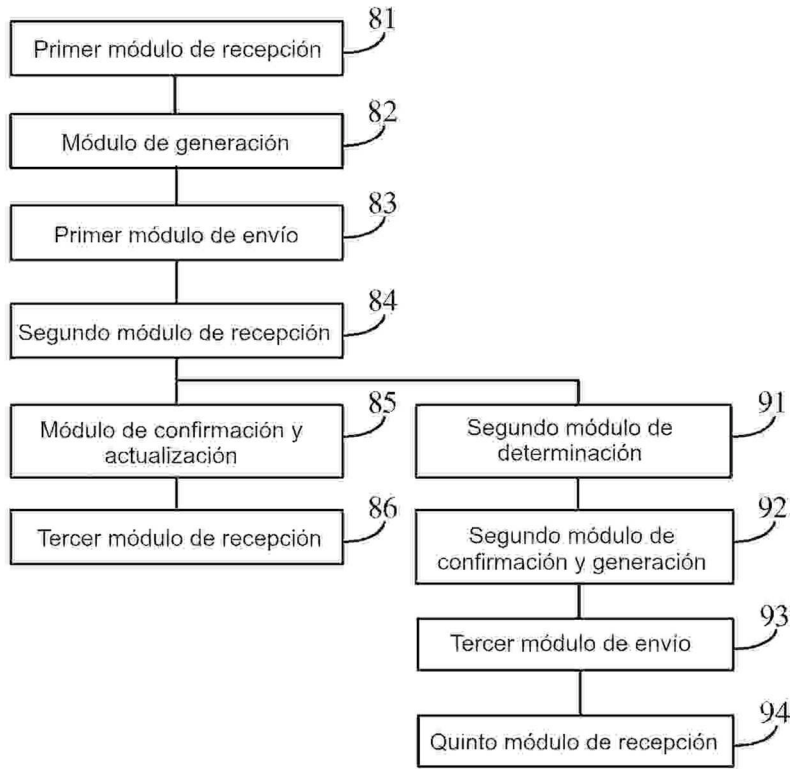 Primer módulo de recepción
81
Módulo de generación
82
Primer módulo de envío
83
Segundo módulo de recepción
84
Módulo de confirmación y
actualización
85
Tercer módulo de recepción
86
Segundo módulo de
determinación
91
Segundo módulo de
confirmación y generación
92
Tercer módulo de envío
93
Quinto módulo de recepción
94